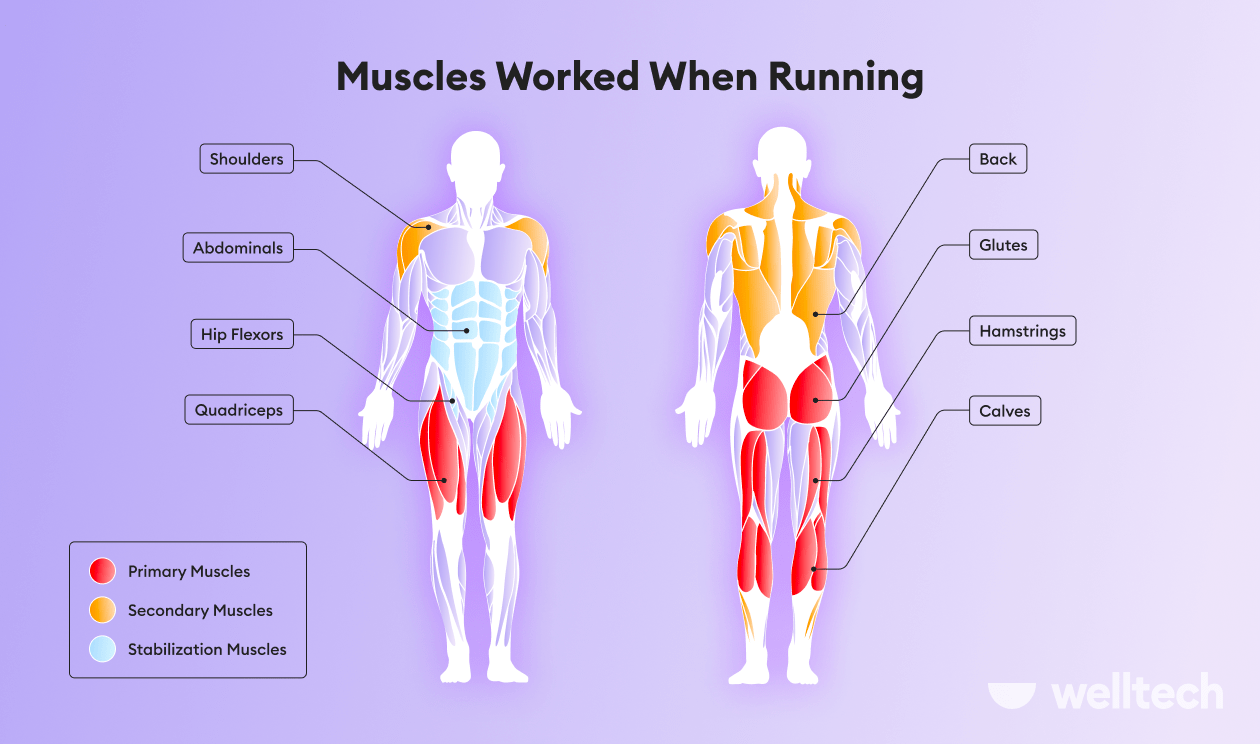 Muscles Worked When Running
Shoulders
Abdominals
Hip Flexors
Quadriceps
Back
Glutes
Hamstrings
Calves
Primary Muscles
Secondary Muscles
Stabilization Muscles
welltech